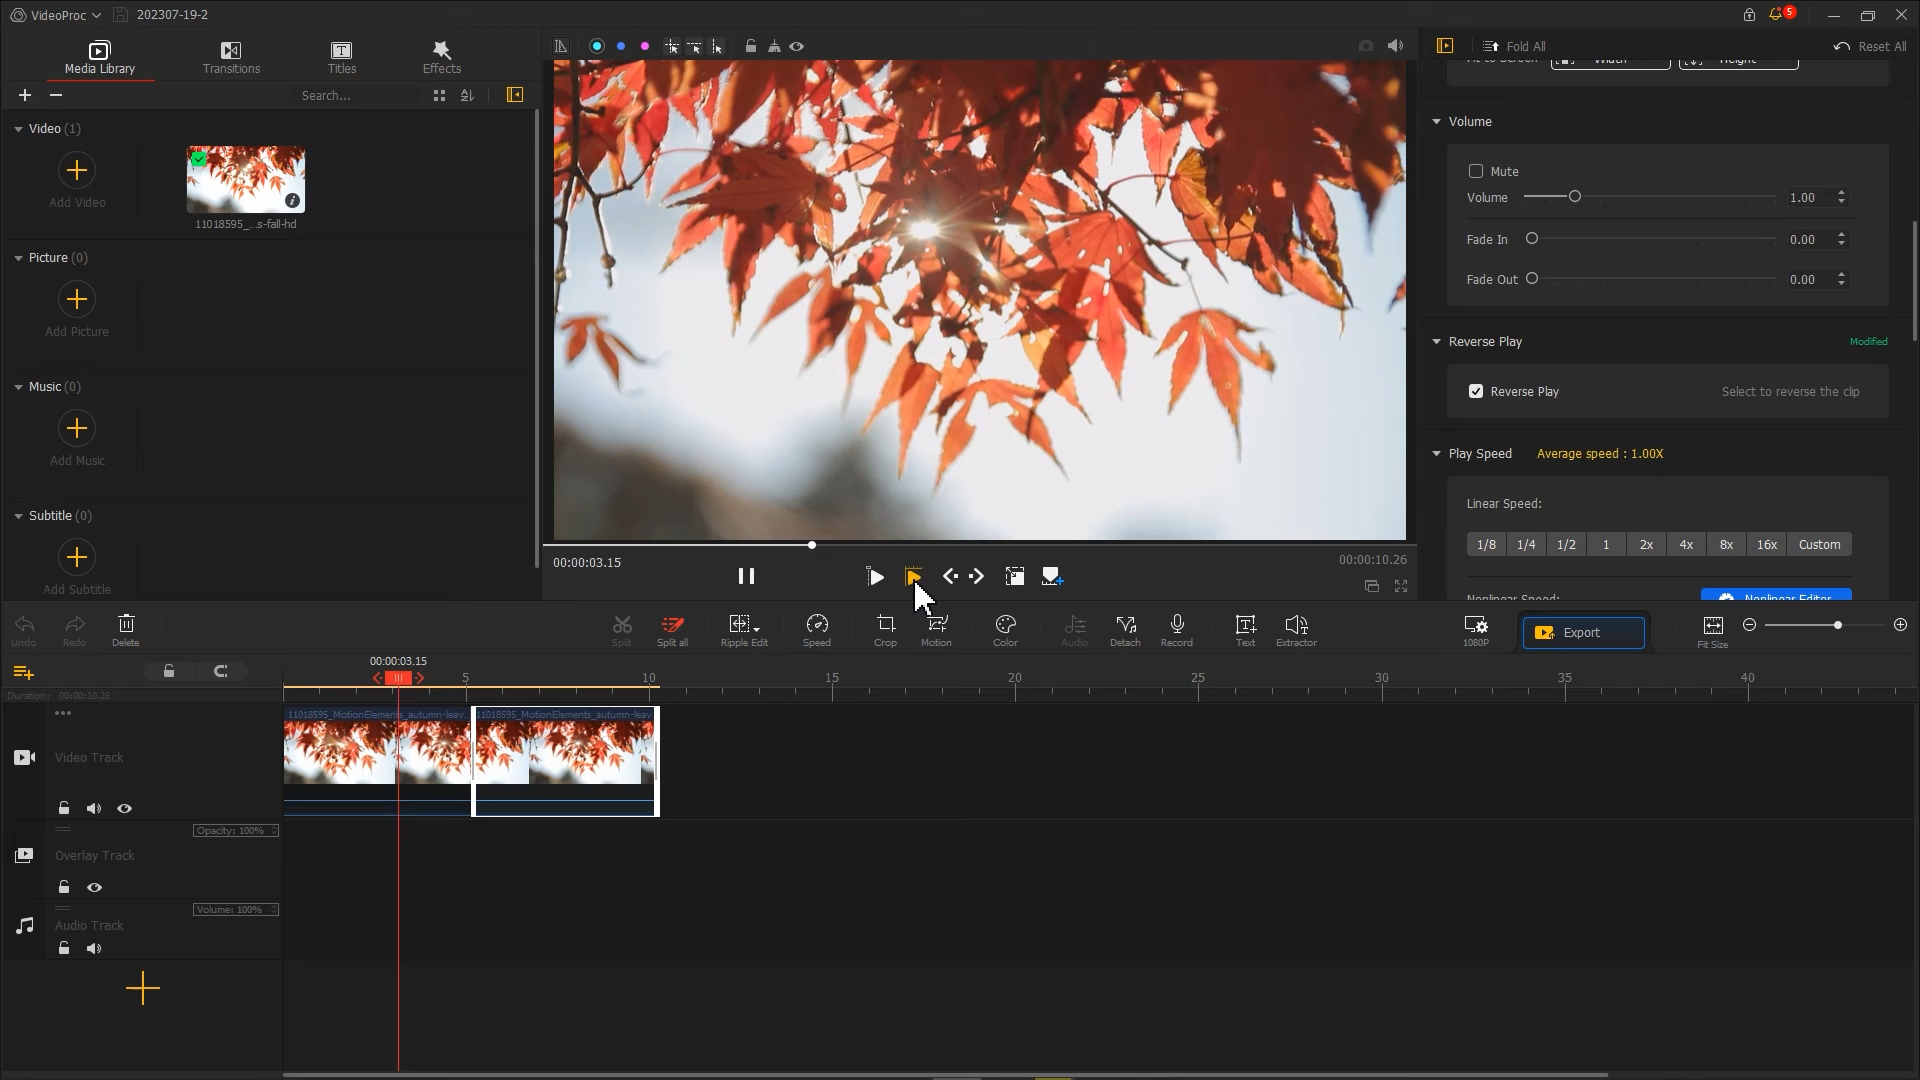 VideoProc
202307-19-2
5
Media Library
Transitions
Titles
Effects
Fold All
Reset All
Search...
Width
Height
Video (1)
Add Video
11018595_...s-fall-hd
Picture (0)
Add Picture
Music (0)
Add Music
Subtitle (0)
Add Subtitle
Volume
Mute
Volume
1.00
Fade In
0.00
Fade Out
0.00
Reverse Play
Modified
Reverse Play
Select to reverse the clip
Play Speed
Average speed : 1.00X
Linear Speed:
1/8
1/4
1/2
1
2x
4x
8x
16x
Custom
Nonlinear Speed:
Nonlinear Editor
00:00:03.15
00:00:10.26
Undo
Redo
Delete
Split
Split all
Ripple Edit
Speed
Crop
Motion
Color
Audio
Detach
Record
Text
Extractor
1080P
Export
Fit Size
00:00:03.15
5
10
15
20
25
30
35
40
Duration: 00:00:10.26
11018595_MotionElements_autumn-leav
11018595_MotionElements_autumn-leav
Video Track
Opacity: 100%
Overlay Track
Volume: 100%
Audio Track